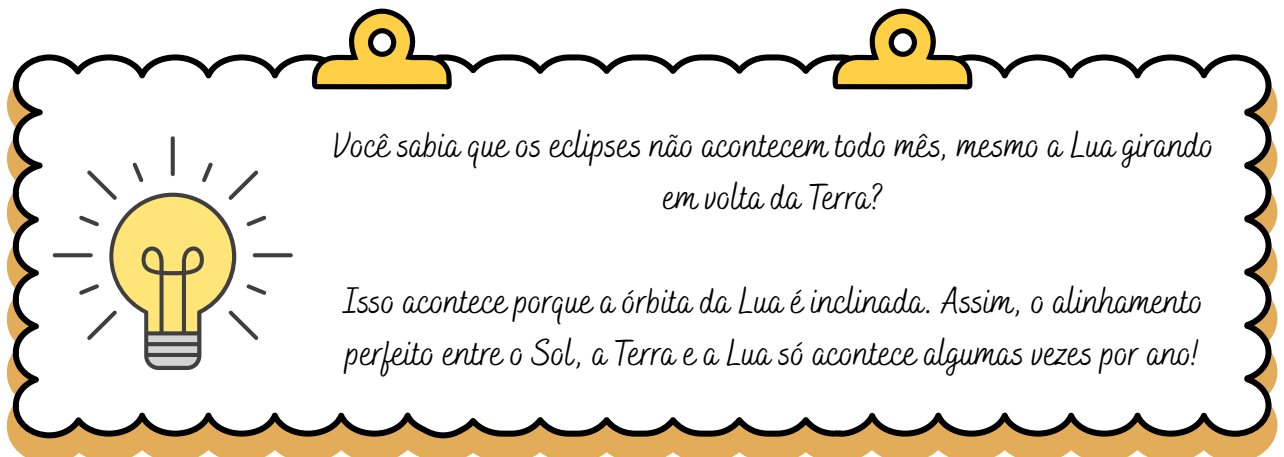 Você sabia que os eclipses não acontecem todo mês, mesmo a Lua girando
em volta da Terra?
Isso acontece porque a órbita da Lua é inclinada. Assim, o alinhamento
perfeito entre o Sol, a Terra e a Lua só acontece algumas vezes por ano!